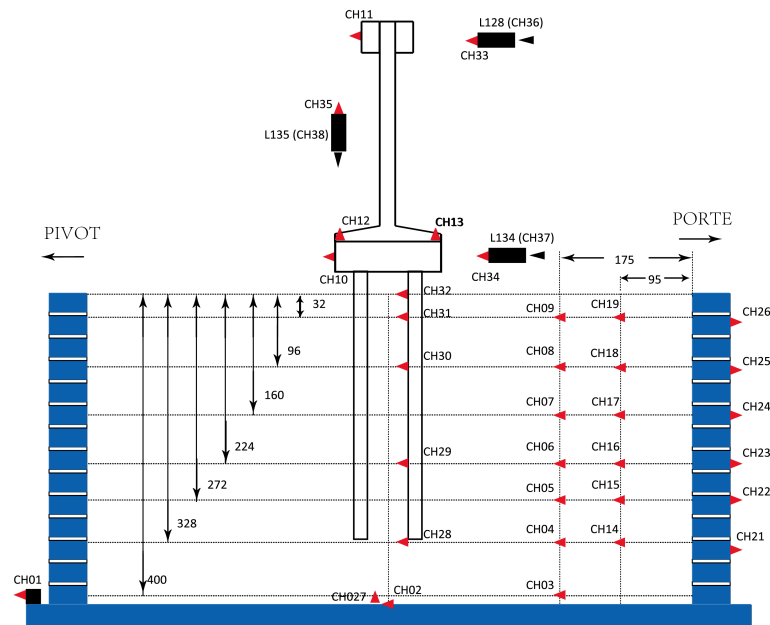 CH11
L128 (CH36)
CH33
CH35
L135 (CH38)
CH12
CH13
PIVOT
PORTE
L134 (CH37)
175
CH10
CH34
95
CH32
32
CH31
CH09
CH19
CH26
96
CH30
CH08
CH18
CH25
160
CH07
CH17
CH24
224
CH29
CH06
CH16
CH23
272
CH05
CH15
CH22
328
CH28
CH04
CH14
CH21
CH01
400
CH027
CH02
CH03